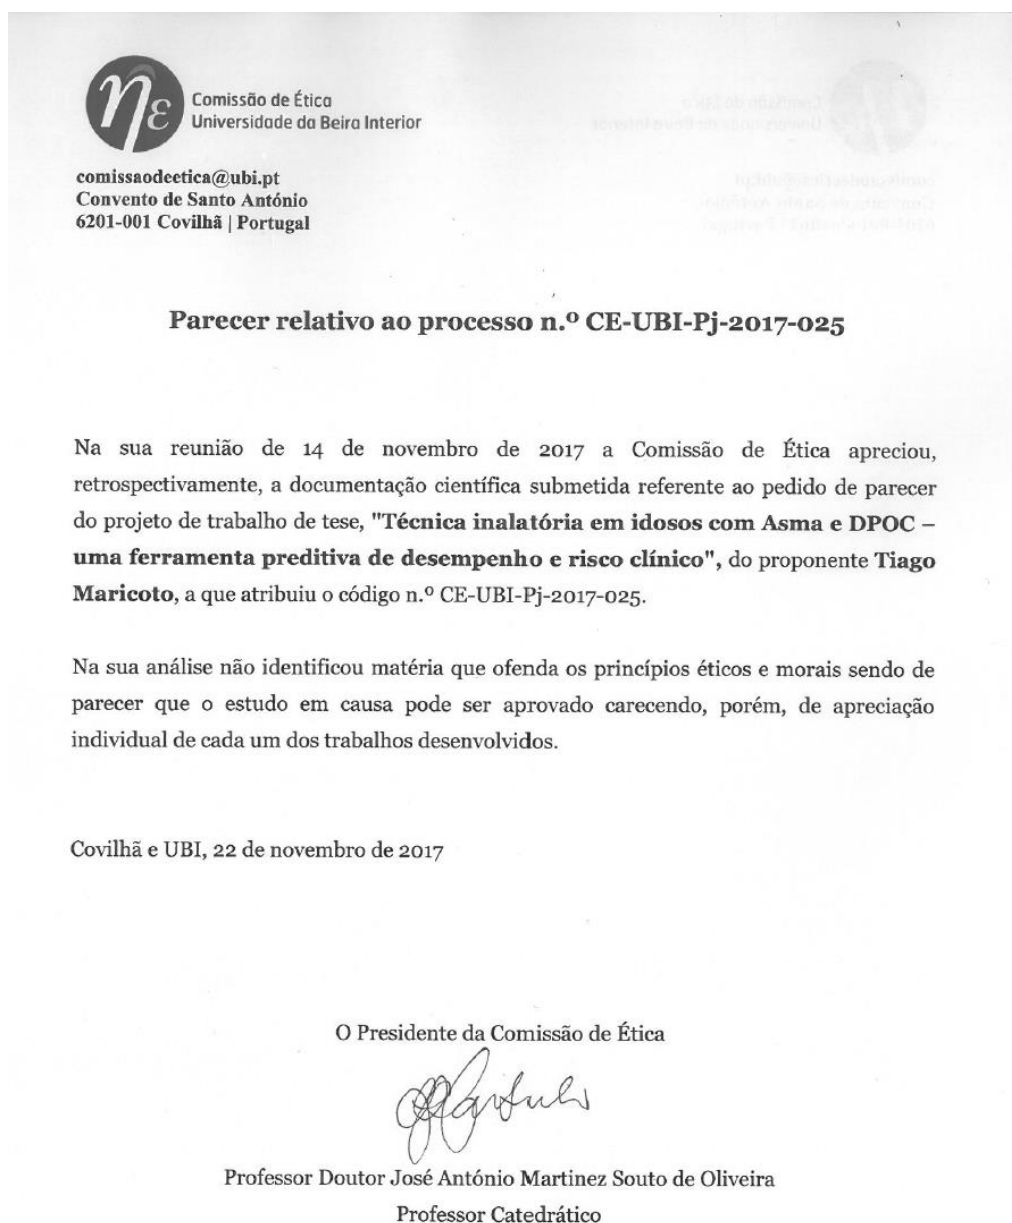 Comissão de Ética
Universidade da Beira Interior
comissaodeetica@ubi.pt
Convento de Santo António
6201-001 Covilhã | Portugal
Parecer relativo ao processo n.º CE-UBI-Pj-2017-025
Na sua reunião de 14 de novembro de 2017 a Comissão de Ética apreciou,
retrospectivamente, a documentação científica submetida referente ao pedido de parecer
do projeto de trabalho de tese, "Técnica inalatória em idosos com Asma e DPOC –
uma ferramenta preditiva de desempenho e risco clínico", do proponente Tiago
Maricoto, a que atribuiu o código n.º CE-UBI-Pj-2017-025.
Na sua análise não identificou matéria que ofenda os princípios éticos e morais sendo de
parecer que o estudo em causa pode ser aprovado carecendo, porém, de apreciação
individual de cada um dos trabalhos desenvolvidos.
Covilhã e UBI, 22 de novembro de 2017
O Presidente da Comissão de Ética
Professor Doutor José António Martinez Souto de Oliveira
Professor Catedrático